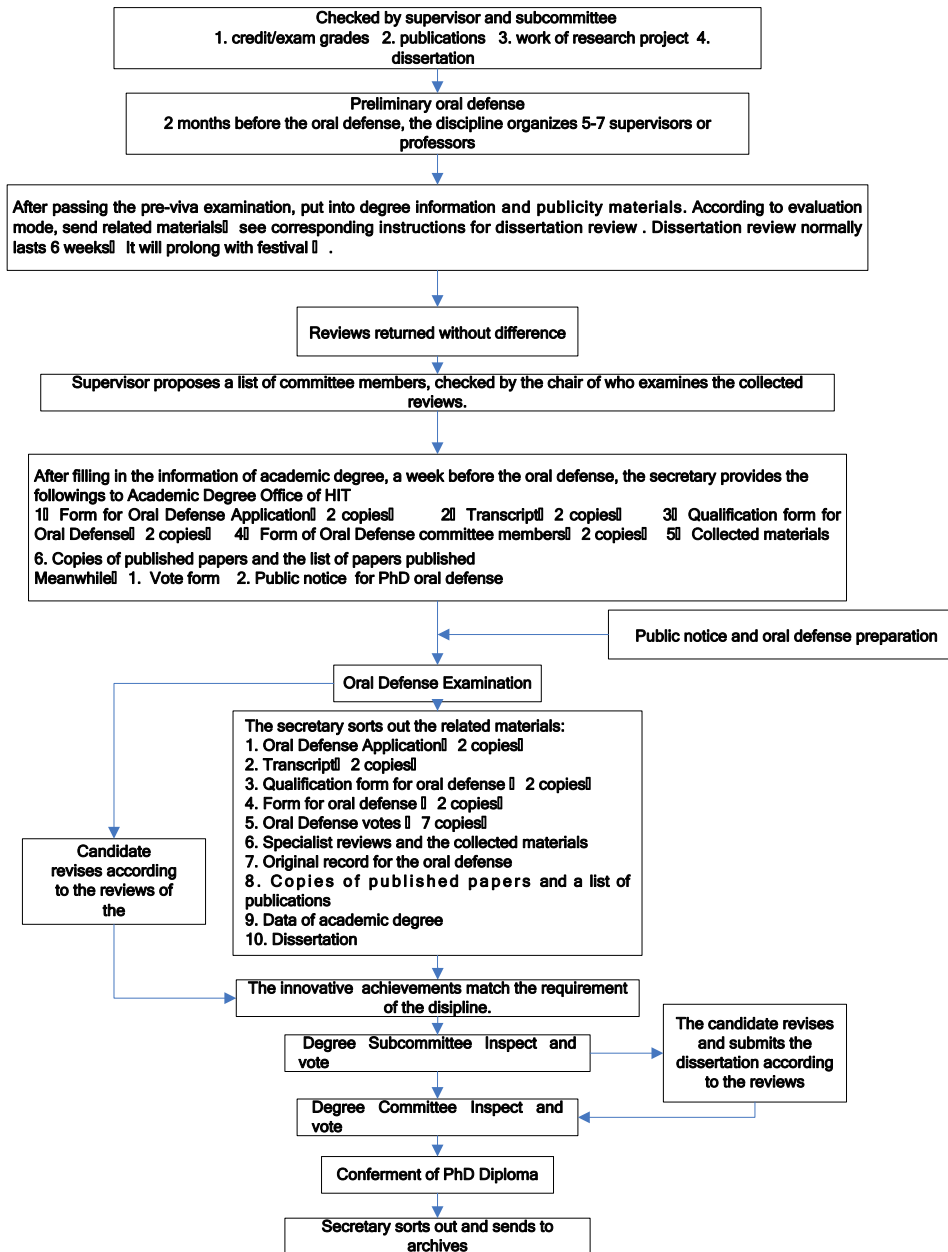 Checked by supervisor and subcommittee
1. credit/exam grades 2. publications 3. work of research project 4.
dissertation
Preliminary oral defense
2 months before the oral defense, the discipline organizes 5-7 supervisors or
professors
After passing the pre-viva examination, put into degree information and publicity materials. According to evaluation
mode, send related materials▯ see corresponding instructions for dissertation review . Dissertation review normally
lasts 6 weeks▯ It will prolong with festival ▯ .
Reviews returned without difference
Supervisor proposes a list of committee members, checked by the chair of who examines the collected
reviews.
After filling in the information of academic degree, a week before the oral defense, the secretary provides the
followings to Academic Degree Office of HIT
1▯ Form for Oral Defense Application▯ 2 copies▯ 2▯ Transcript▯ 2 copies▯ 3▯ Qualification form for
Oral Defense▯ 2 copies▯ 4▯ Form of Oral Defense committee members▯ 2 copies▯ 5▯ Collected materials
6. Copies of published papers and the list of papers published
Meanwhile▯ 1. Vote form 2. Public notice for PhD oral defense
Public notice and oral defense preparation
Oral Defense Examination
The secretary sorts out the related materials:
1. Oral Defense Application▯ 2 copies▯
2. Transcript▯ 2 copies▯
3. Qualification form for oral defense ▯ 2 copies▯
4. Form for oral defense ▯ 2 copies▯
5. Oral Defense votes ▯ 7 copies▯
6. Specialist reviews and the collected materials
7. Original record for the oral defense
8. Copies of published papers and a list of
publications
9. Data of academic degree
10. Dissertation
Candidate
revises according
to the reviews of
the
The innovative achievements match the requirement
of the disipline.
Degree Subcommittee Inspect and
vote
The candidate revises
and submits the
dissertation according
to the reviews
Degree Committee Inspect and
vote
Conferment of PhD Diploma
Secretary sorts out and sends to
archives